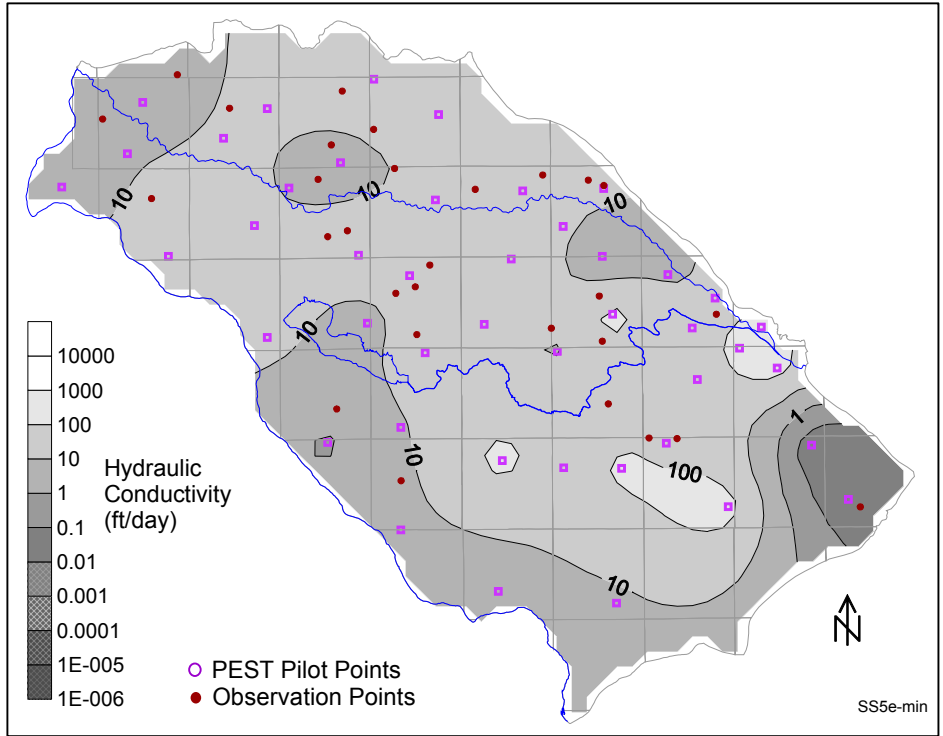 10
10
10
10
1
10
100
10
10000
1000
100
10
1
0.1
0.01
0.001
0.0001
1E-005
1E-006
Hydraulic
Conductivity
(ft/day)
PEST Pilot Points
Observation Points
N
SS5e-min